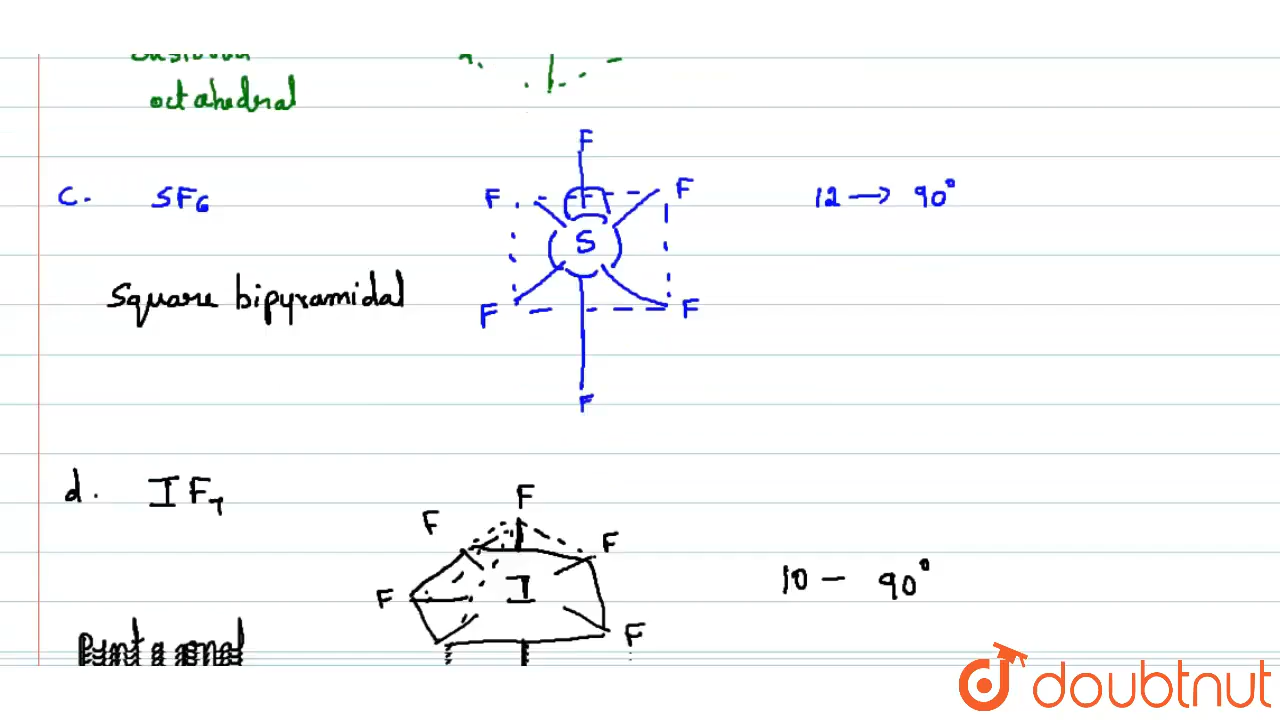 octahedral
F
C. SF6 F F 12 → 90°
S
Square bipyramidal F F
F
d. IF7 F
F F
F I 10 - 90°
F
doubtnut